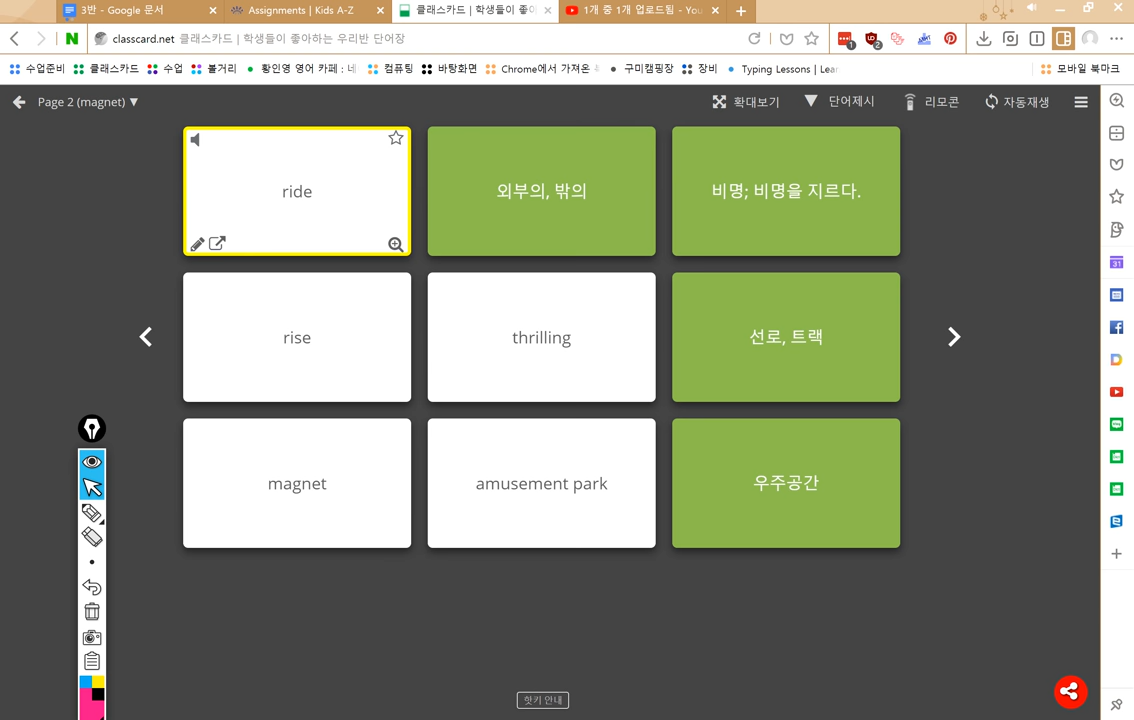 3반 - Google 문서
Assignments | Kids A-Z
클래스카드 | 학생들이 좋아
1개 중 1개 업로드됨 - You
N
classcard.net 클래스카드 | 학생들이 좋아하는 우리반 단어장
1
2
수업준비
클래스카드
수업
볼거리
황인영 영어 카페 : 네
컴퓨팅
바탕화면
Chrome에서 가져온
구미캠핑장
장비
Typing Lessons | Lear
모바일 북마크
Page 2 (magnet) ▼
확대보기
단어제시
리모콘
자동재생
ride
외부의, 밖의
비명; 비명을 지르다.
rise
thrilling
선로, 트랙
magnet
amusement park
우주공간
31
핫키 안내